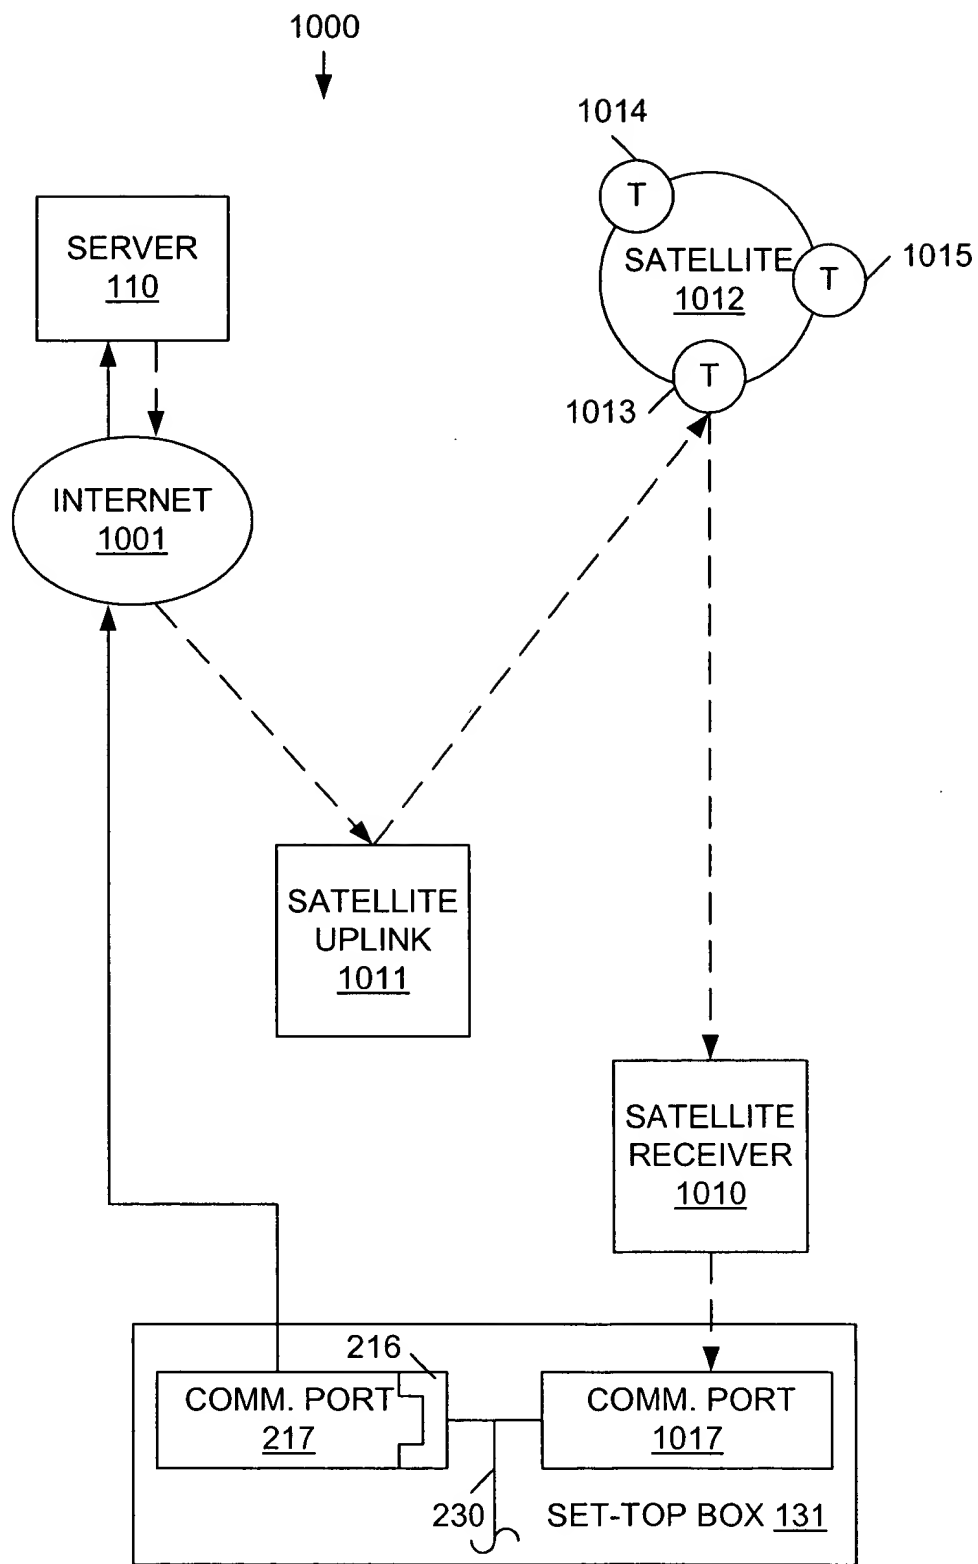 1000
1014
T
SERVER
110
SATELLITE
1012
T
1015
T
1013
INTERNET
1001
SATELLITE
UPLINK
1011
SATELLITE
RECEIVER
1010
216
COMM. PORT
217
COMM. PORT
1017
230
SET-TOP BOX 131